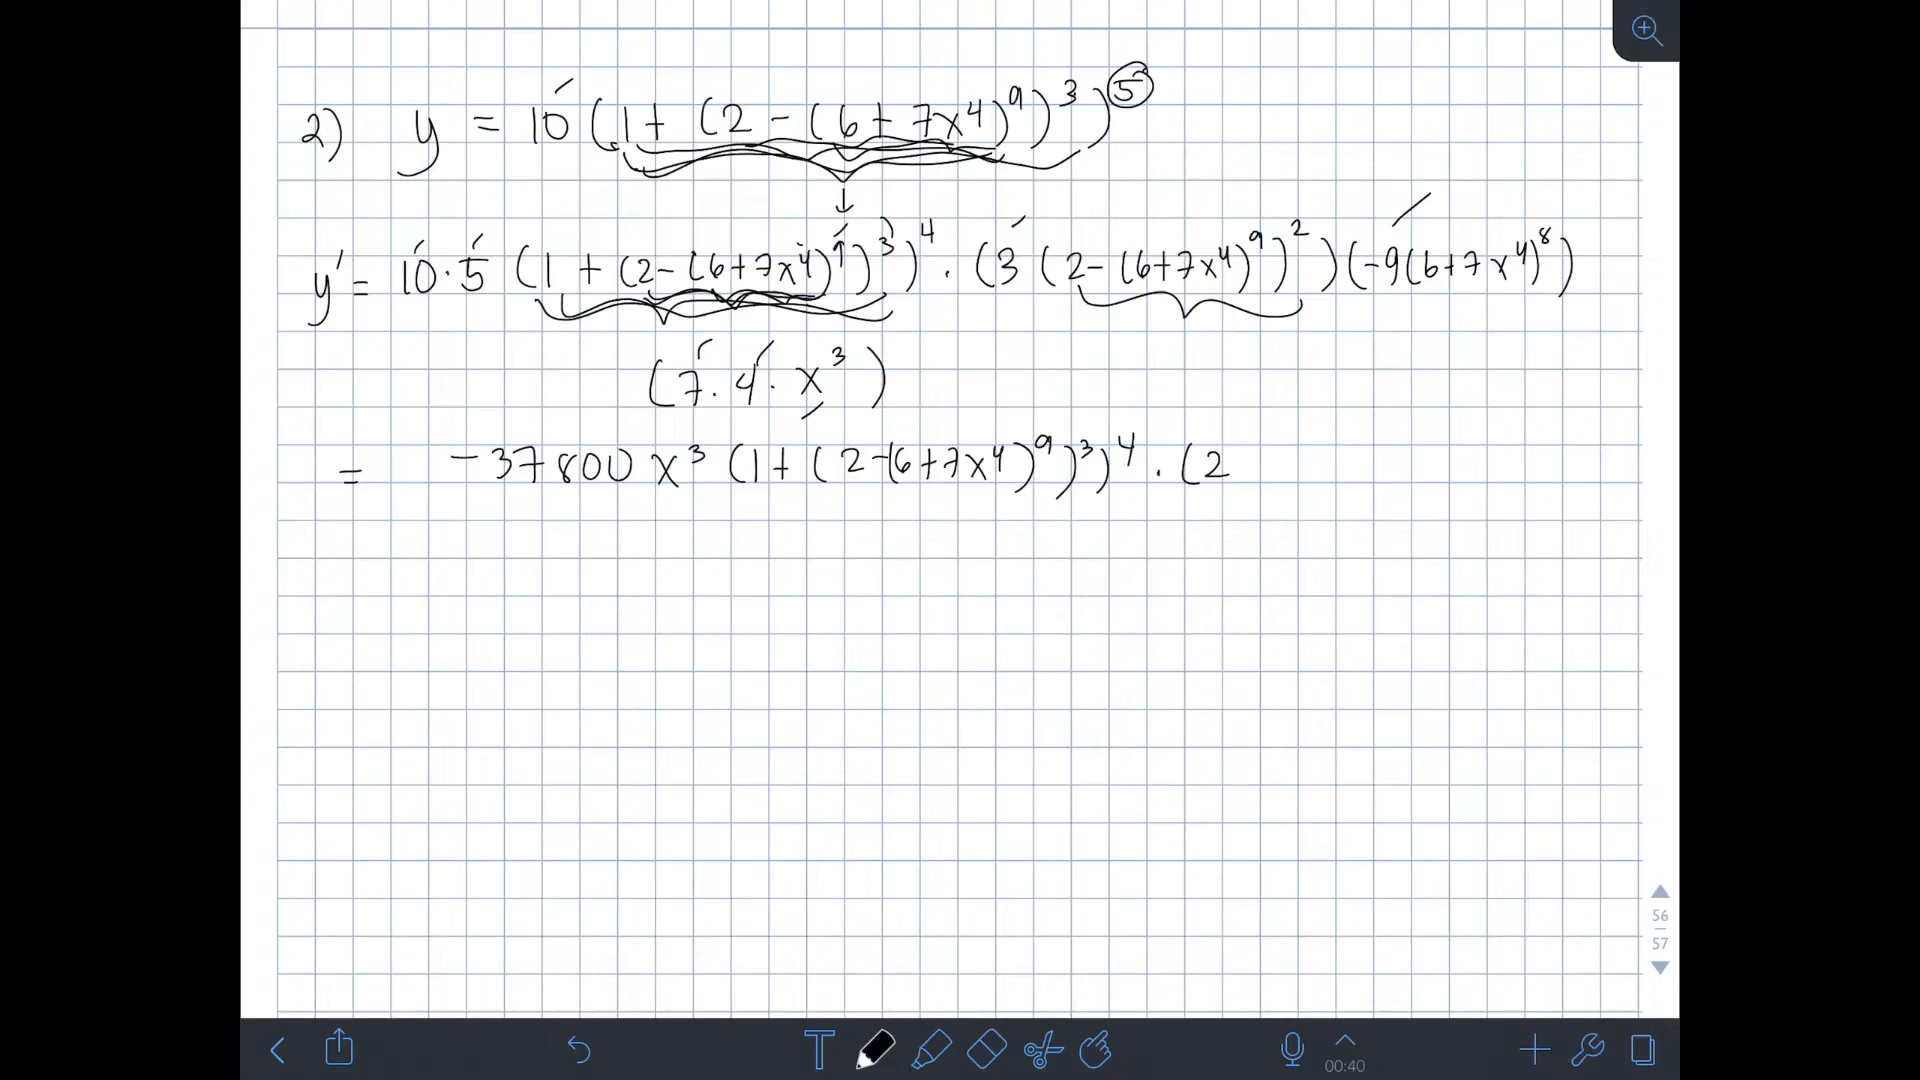 2) y = 10 (1 + (2 - (6 + 7x⁴)⁹)³)⁵
y' = 10 · 5 (1 + (2 - (6+7x⁴)⁹)³)⁴ · (3 (2 - (6+7x⁴)⁹)²) (-9(6+7x⁴)⁸)
(7 · 4 · x³)
= -37800 x³ (1 + (2 - (6+7x⁴)⁹)³)⁴ · (2
56
57
T
00:40